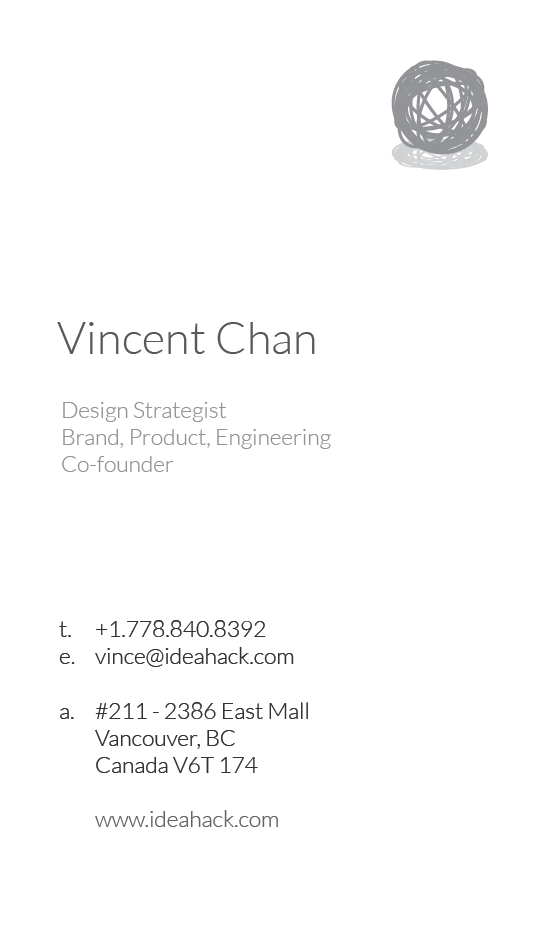 Vincent Chan
Design Strategist
Brand, Product, Engineering
Co-founder
t. +1.778.840.8392
e. vince@ideahack.com
a. #211 - 2386 East Mall
Vancouver, BC
Canada V6T 174
www.ideahack.com